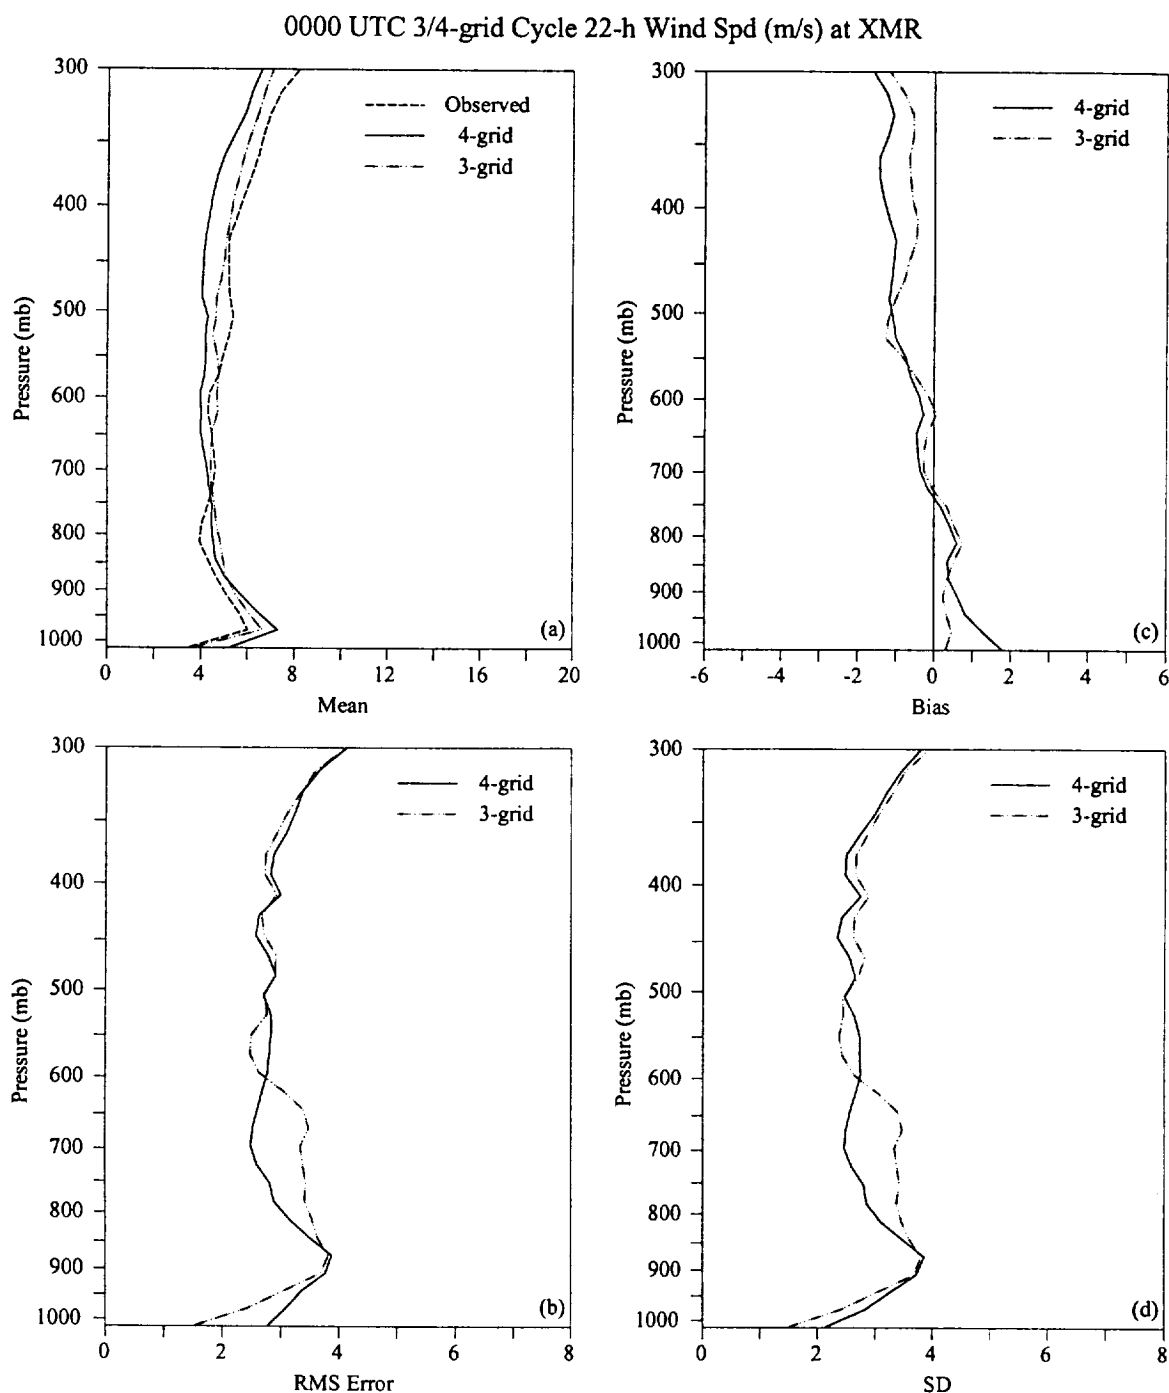 0000 UTC 3/4-grid Cycle 22-h Wind Spd (m/s) at XMR
300
400
500
600
700
800
900
1000
Pressure (mb)
Observed
4-grid
3-grid
(a)
0 4 8 12 16 20
Mean
300
400
500
600
700
800
900
1000
Pressure (mb)
4-grid
3-grid
(c)
-6 -4 -2 0 2 4 6
Bias
300
400
500
600
700
800
900
1000
Pressure (mb)
4-grid
3-grid
(b)
0 2 4 6 8
RMS Error
300
400
500
600
700
800
900
1000
Pressure (mb)
4-grid
3-grid
(d)
0 2 4 6 8
SD